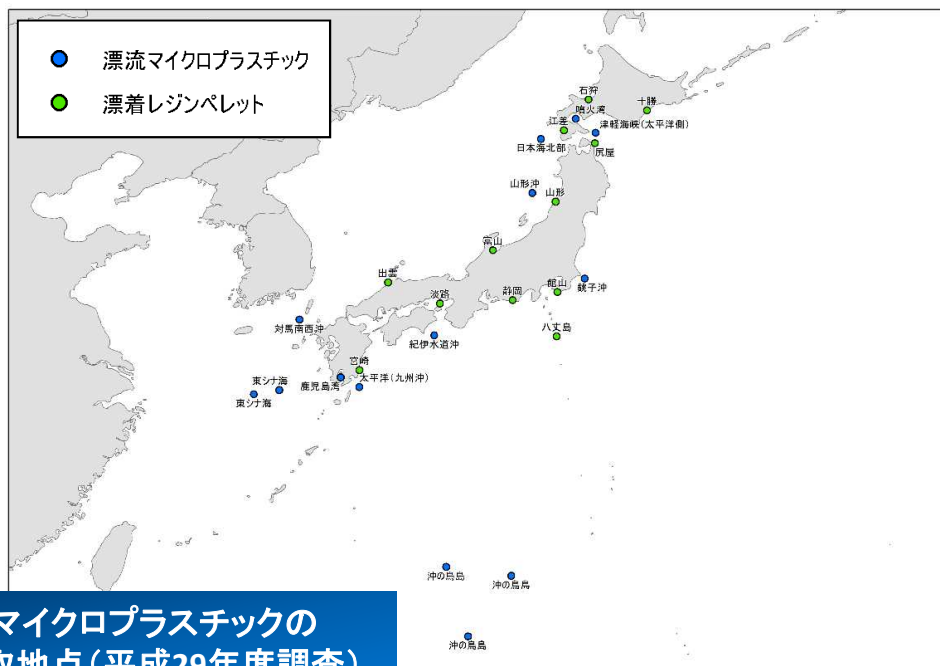 漂流マイクロプラスチック
漂着レジンペレット
石狩
十勝
噴火湾
江差
津軽海峡(太平洋側)
日本海北部
尻屋
山形沖
山形
富山
出雲
淡路
静岡
館山
銚子沖
対馬南西沖
紀伊水道沖
八丈島
宮崎
太平洋(九州沖)
鹿児島湾
東シナ海
東シナ海
沖の鳥島
沖の鳥島
沖の鳥島
マイクロプラスチックの
取地点(平成29年度調査)